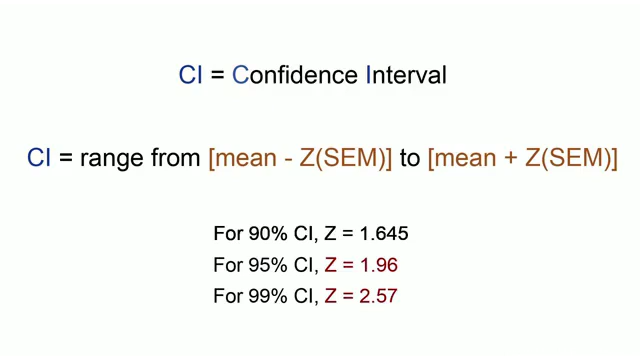 CI = Confidence Interval
CI = range from [mean - Z(SEM)] to [mean + Z(SEM)]
For 90% CI, Z = 1.645
For 95% CI, Z = 1.96
For 99% CI, Z = 2.57